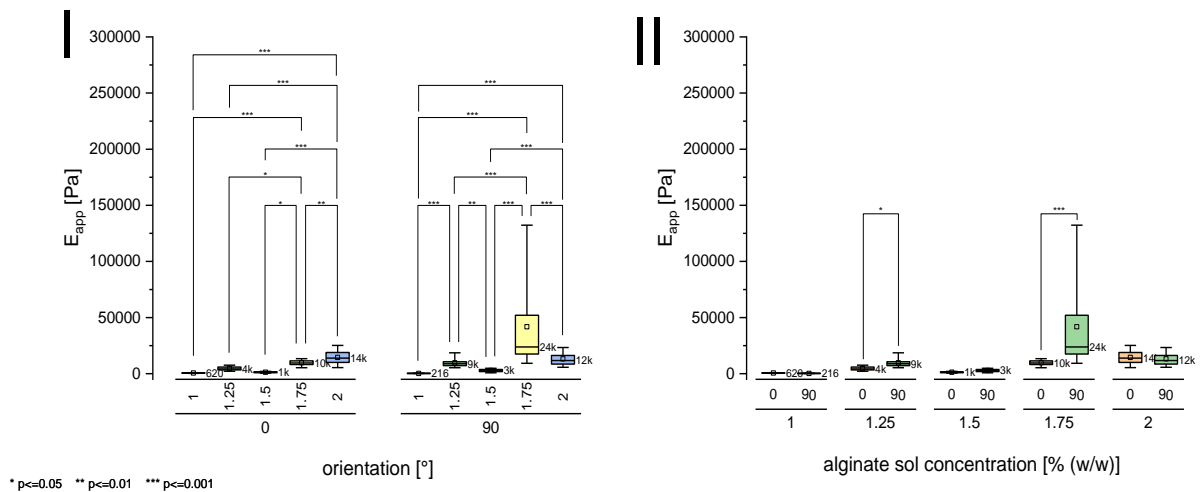 I
300000
250000
200000
150000
100000
50000
0
E_app [Pa]
***
***
***
***
*
*
**
***
***
***
***
***
**
***
***
620
4k
1k
10k
14k
216
9k
3k
24k
12k
1 1.25 1.5 1.75 2 1 1.25 1.5 1.75 2
0 90
orientation [°]
* p<=0.05 ** p<=0.01 *** p<=0.001
II
300000
250000
200000
150000
100000
50000
0
E_app [Pa]
*
***
620
216
4k
9k
1k
3k
10k
24k
14k
12k
0 90 0 90 0 90 0 90 0 90
1 1.25 1.5 1.75 2
alginate sol concentration [% (w/w)]